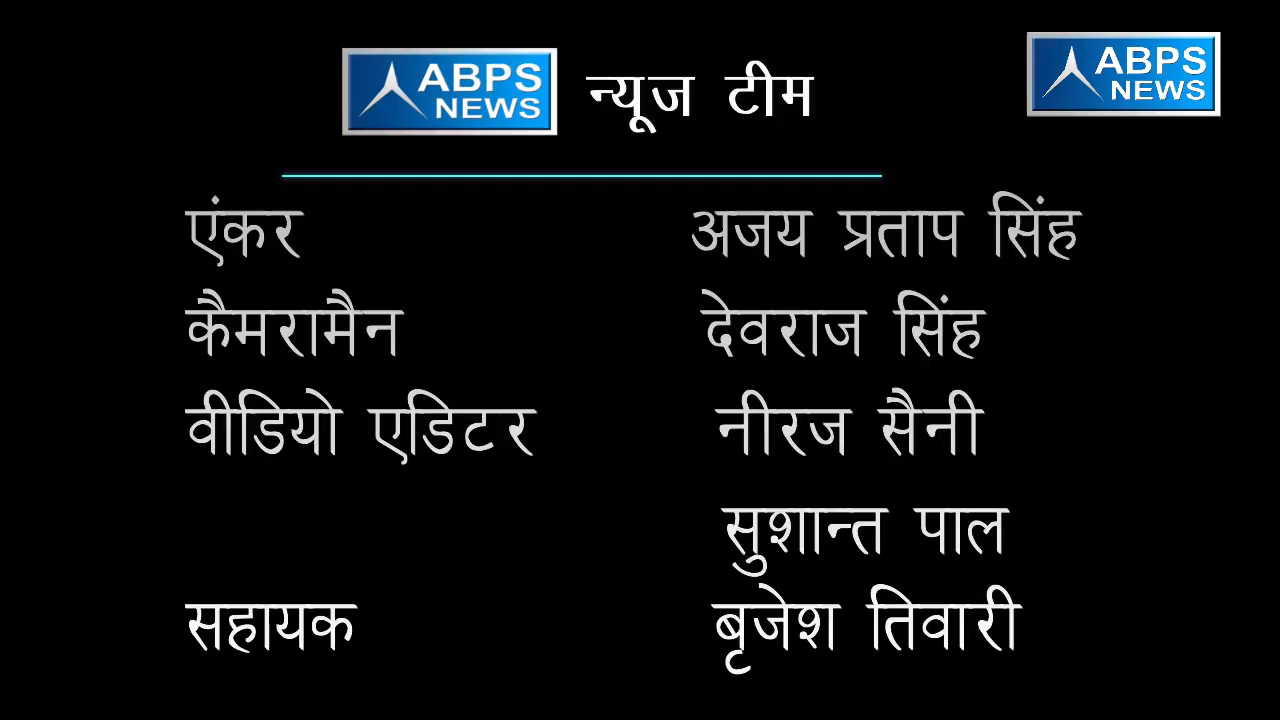 ABPS NEWS न्यूज टीम
ABPS NEWS
एंकर अजय प्रताप सिंह
कैमरामैन देवराज सिंह
वीडियो एडिटर नीरज सैनी
सुशान्त पाल
सहायक बृजेश तिवारी